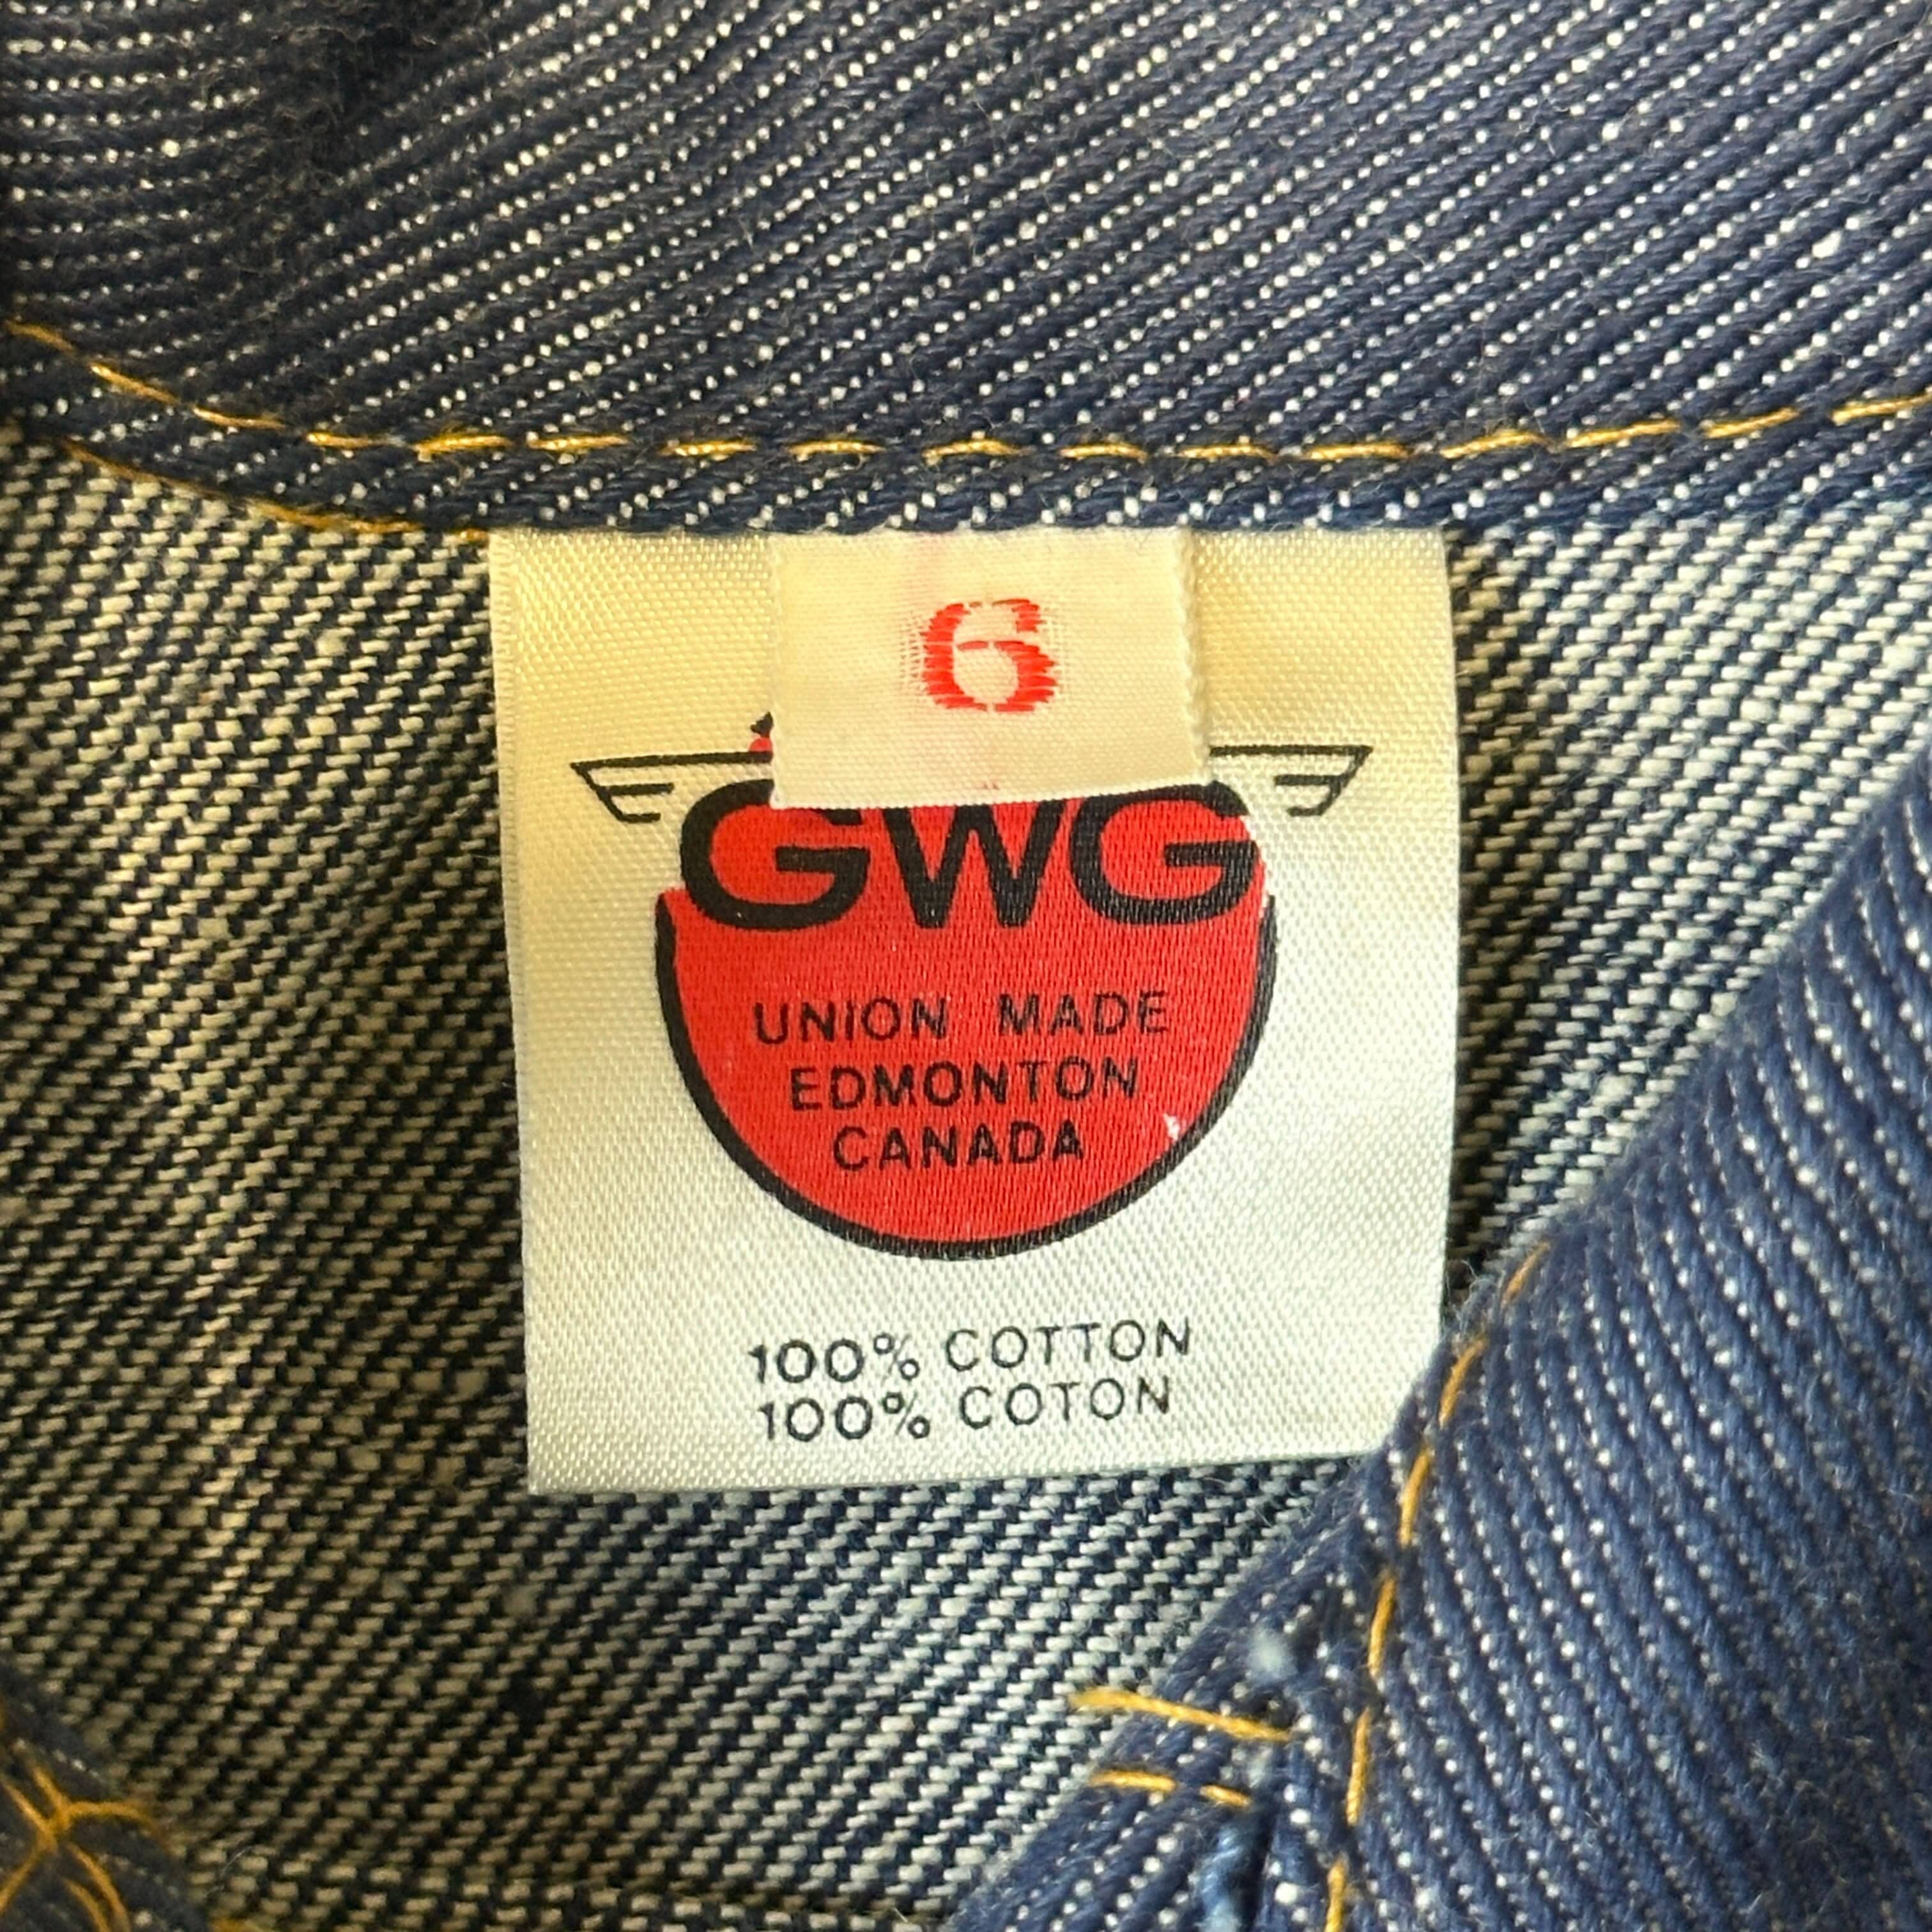 6
GWG
UNION MADE
EDMONTON
CANADA
100% COTTON
100% COTON